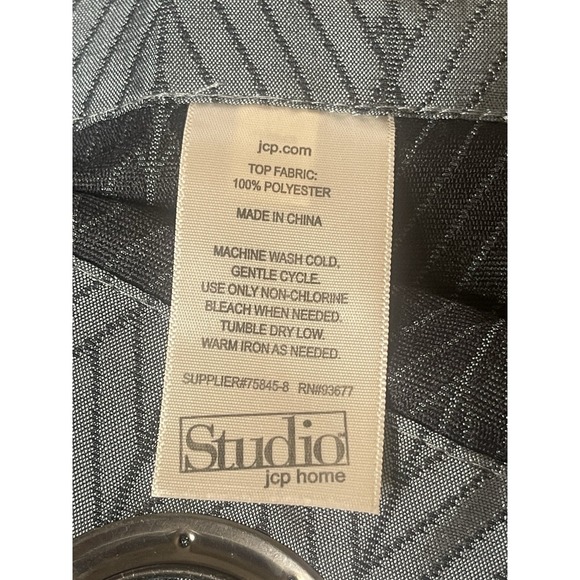 jcp.com
TOP FABRIC:
100% POLYESTER
MADE IN CHINA
MACHINE WASH COLD,
GENTLE CYCLE.
USE ONLY NON-CHLORINE
BLEACH WHEN NEEDED.
TUMBLE DRY LOW.
WARM IRON AS NEEDED.
SUPPLIER#75845-8 RN#93677
Studio
jcp home